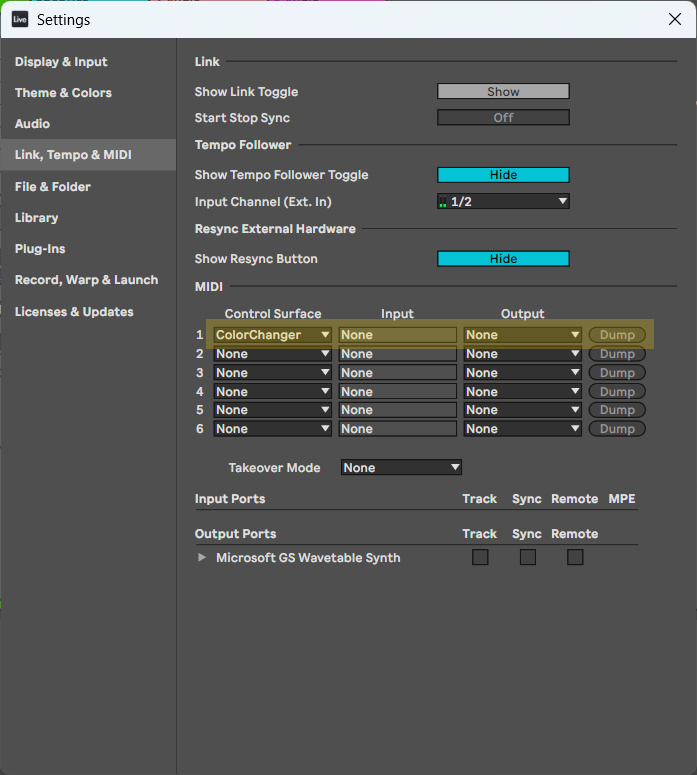 Live Settings
Display & Input
Theme & Colors
Audio
Link, Tempo & MIDI
File & Folder
Library
Plug-Ins
Record, Warp & Launch
Licenses & Updates
Link
Show Link Toggle Show
Start Stop Sync Off
Tempo Follower
Show Tempo Follower Toggle Hide
Input Channel (Ext. In) 1/2
Resync External Hardware
Show Resync Button Hide
MIDI
Control Surface Input Output
1 ColorChanger None None Dump
2 None None None Dump
3 None None None Dump
4 None None None Dump
5 None None None Dump
6 None None None Dump
Takeover Mode None
Input Ports Track Sync Remote MPE
Output Ports Track Sync Remote
Microsoft GS Wavetable Synth